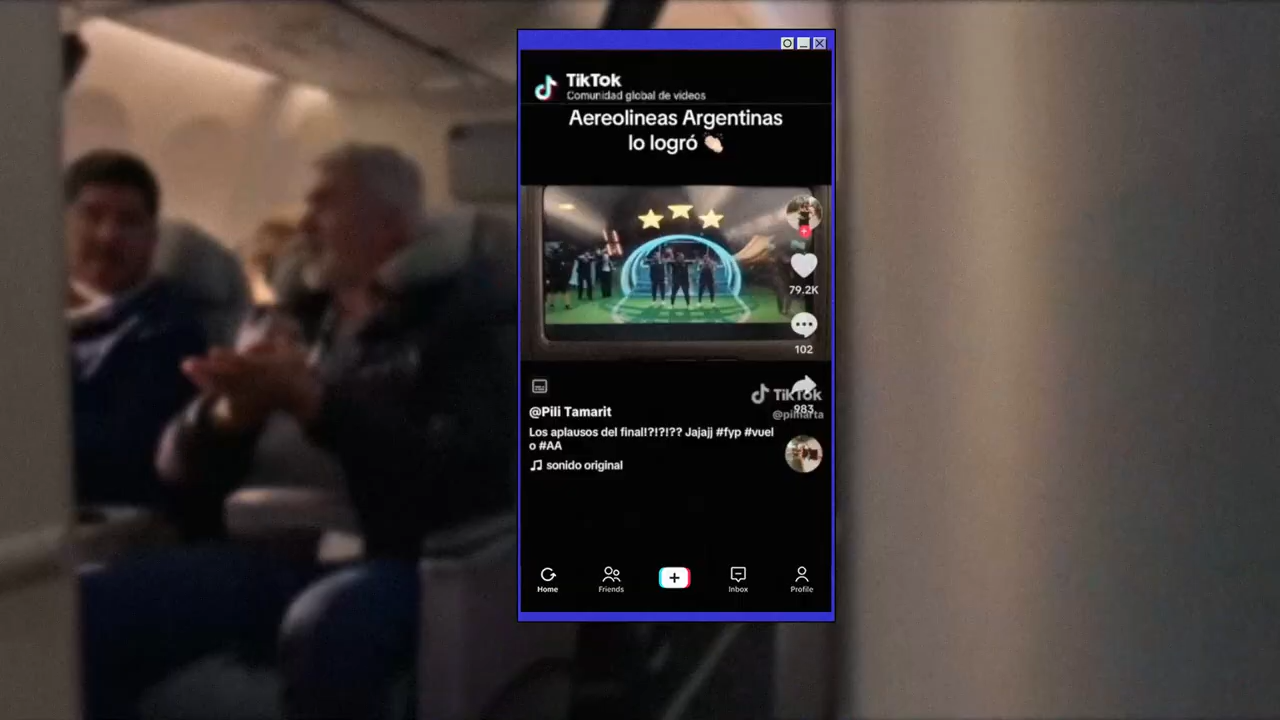 TikTok
Comunidad global de videos
Aereolineas Argentinas
lo logró 👏🏻
79.2K
102
983
TikTok
@Pili Tamarit
Los aplausos del final!?!?!?? Jajajj #fyp #vuel
o #AA
sonido original
Home
Friends
Inbox
Profile